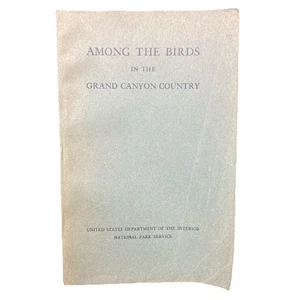 AMONG THE BIRDS
IN THE
GRAND CANYON COUNTRY
UNITED STATES DEPARTMENT OF THE INTERIOR
NATIONAL PARK SERVICE